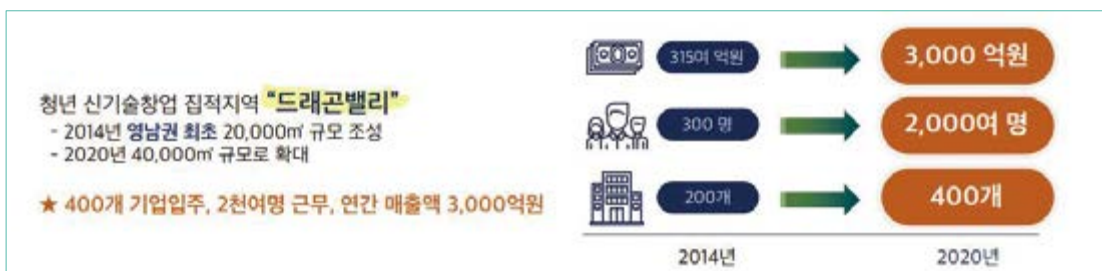 청년 신기술창업 집적지역 "드래곤밸리"
- 2014년 영남권 최초 20,000㎡ 규모 조성
- 2020년 40,000㎡ 규모로 확대
★ 400개 기업입주, 2천여명 근무, 연간 매출액 3,000억원
315여 억원
3,000 억원
300 명
2,000여 명
200개
400개
2014년
2020년